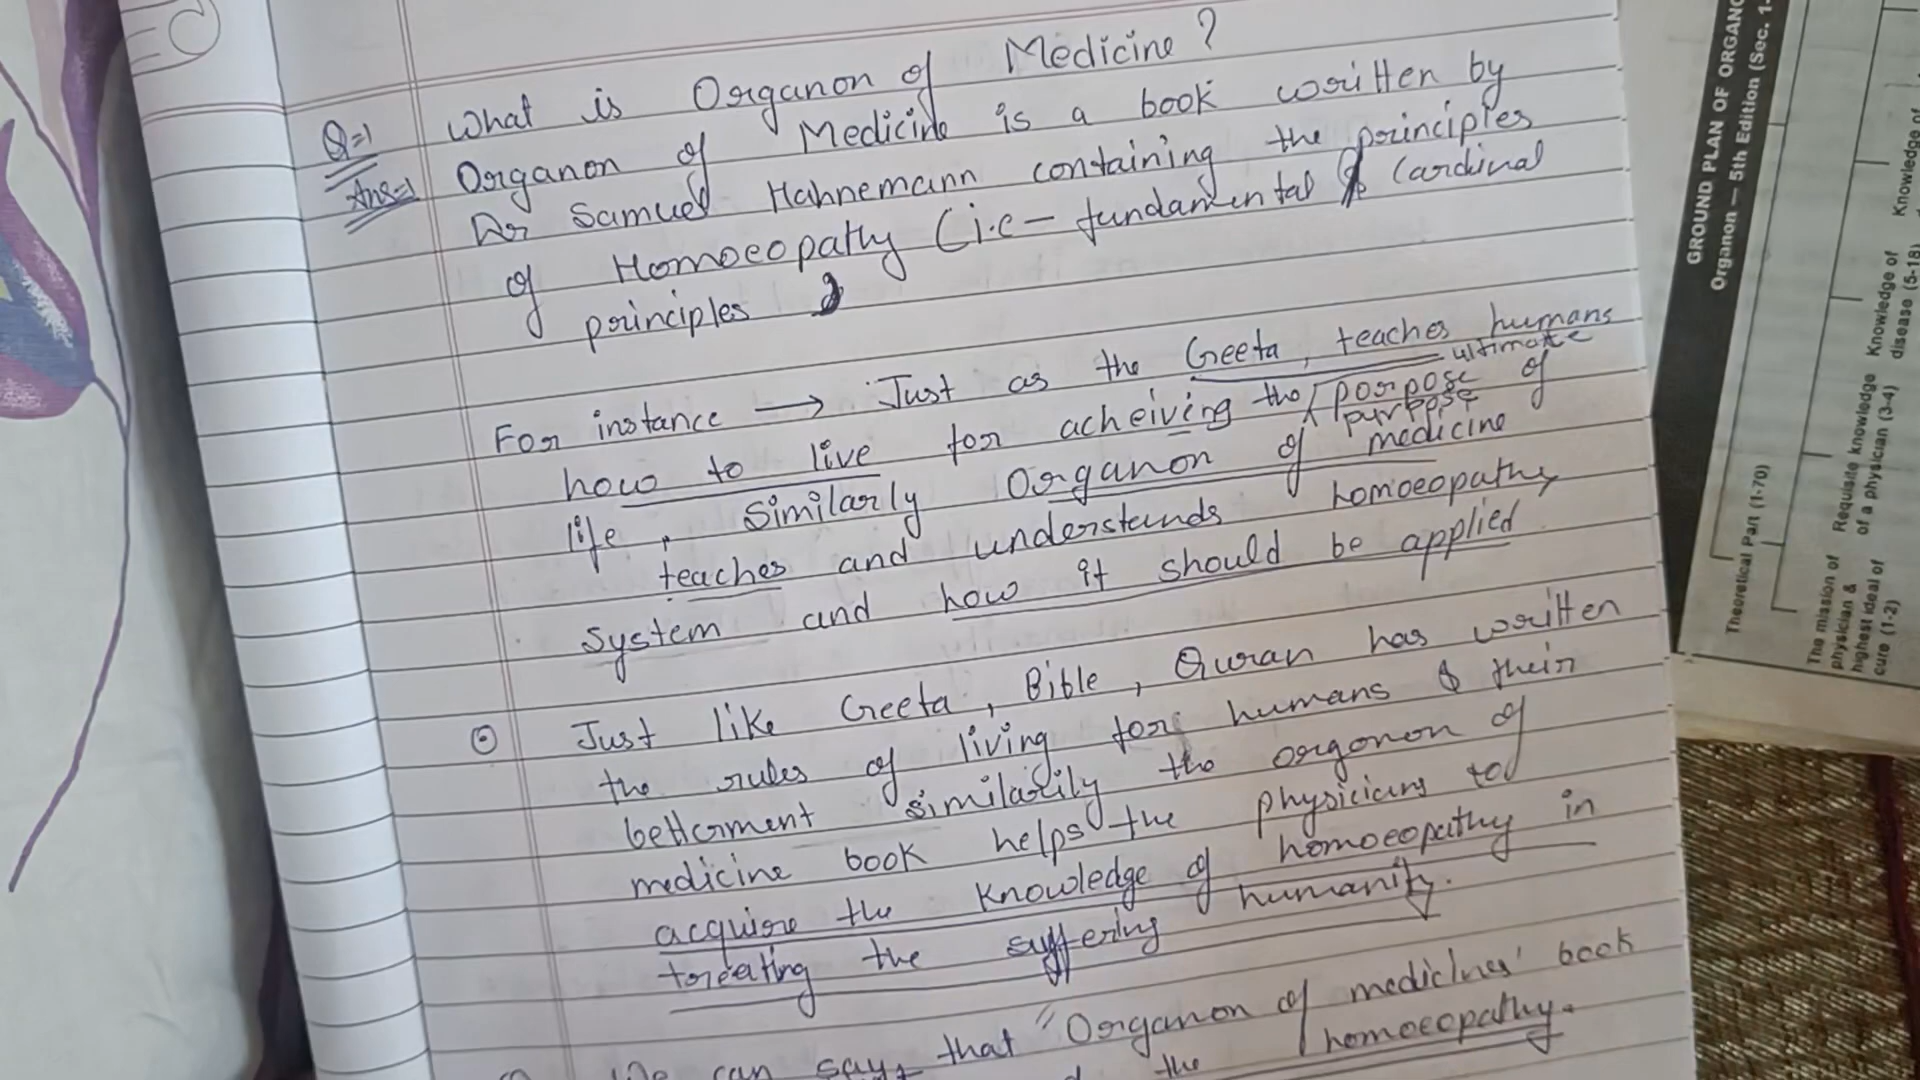 Q=1 What is Organon of Medicine?
Ans=1 Organon of Medicine is a book written by
Dr Samuel Hahnemann containing the principles
of Homoeopathy (i.e - fundamental & Cardinal
principles
For instance → Just as the Geeta, teaches humans
how to live for acheiving the ultimate porpose purpose of
life, Similarly Organon of medicine
teaches and understands homoeopathy
system and how it should be applied
Just like Geeta, Bible, Quran has written
the rules of living for humans & their
betterment similarily the orgonon of
medicine book helps the physicians to
acquire the knowledge of homoeopathy in
treating the suffering humanity.
We can say, that "Organon of medicines' book
the homoeopathy.
GROUND PLAN OF ORGANO
Organon – 5th Edition (Sec. 1-
Theoretical Part (1-70)
The mission of
physician &
highest ideal of
cure (1-2)
Requisite knowledge
of a physician (3-4)
Knowledge of
disease (5-18)
Knowledge of